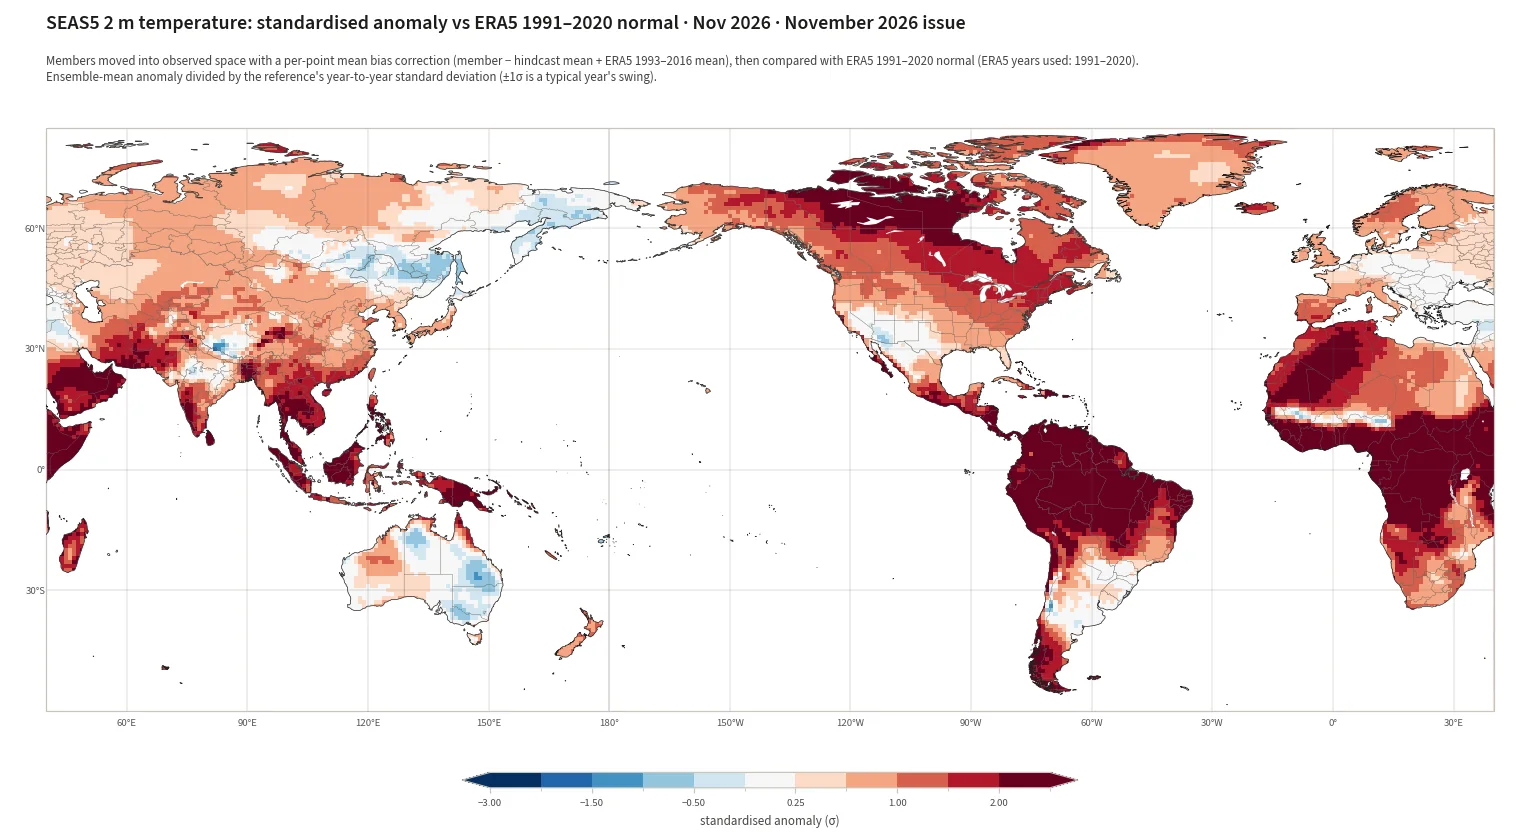 SEAS5 2 m temperature: standardised anomaly vs ERA5 1991–2020 normal · Nov 2026 · November 2026 issue
Members moved into observed space with a per-point mean bias correction (member − hindcast mean + ERA5 1993–2016 mean), then compared with ERA5 1991–2020 normal (ERA5 years used: 1991–2020).
Ensemble-mean anomaly divided by the reference's year-to-year standard deviation (±1σ is a typical year's swing).
60°N
30°N
0°
30°S
60°E 90°E 120°E 150°E 180° 150°W 120°W 90°W 60°W 30°W 0° 30°E
−3.00 −1.50 −0.50 0.25 1.00 2.00
standardised anomaly (σ)